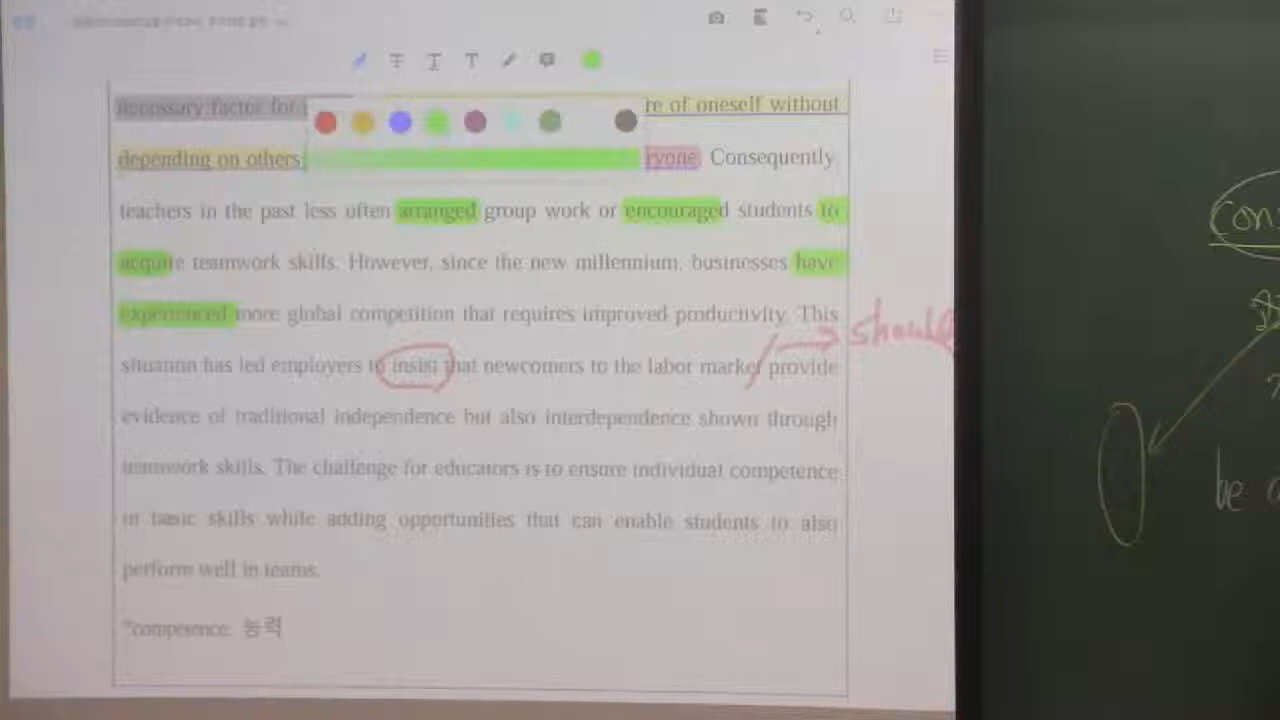 necessary factor for re of oneself without
depending on others ryone. Consequently
teachers in the past less often arranged group work or encouraged students to
acquire teamwork skills. However, since the new millennium, businesses have
experienced more global competition that requires improved productivity. This
should
situation has led employers to insist that newcomers to the labor market provide
evidence of traditional independence but also interdependence shown through
teamwork skills. The challenge for educators is to ensure individual competence
in basic skills while adding opportunities that can enable students to also
perform well in teams.
*competence: 능력
con
be